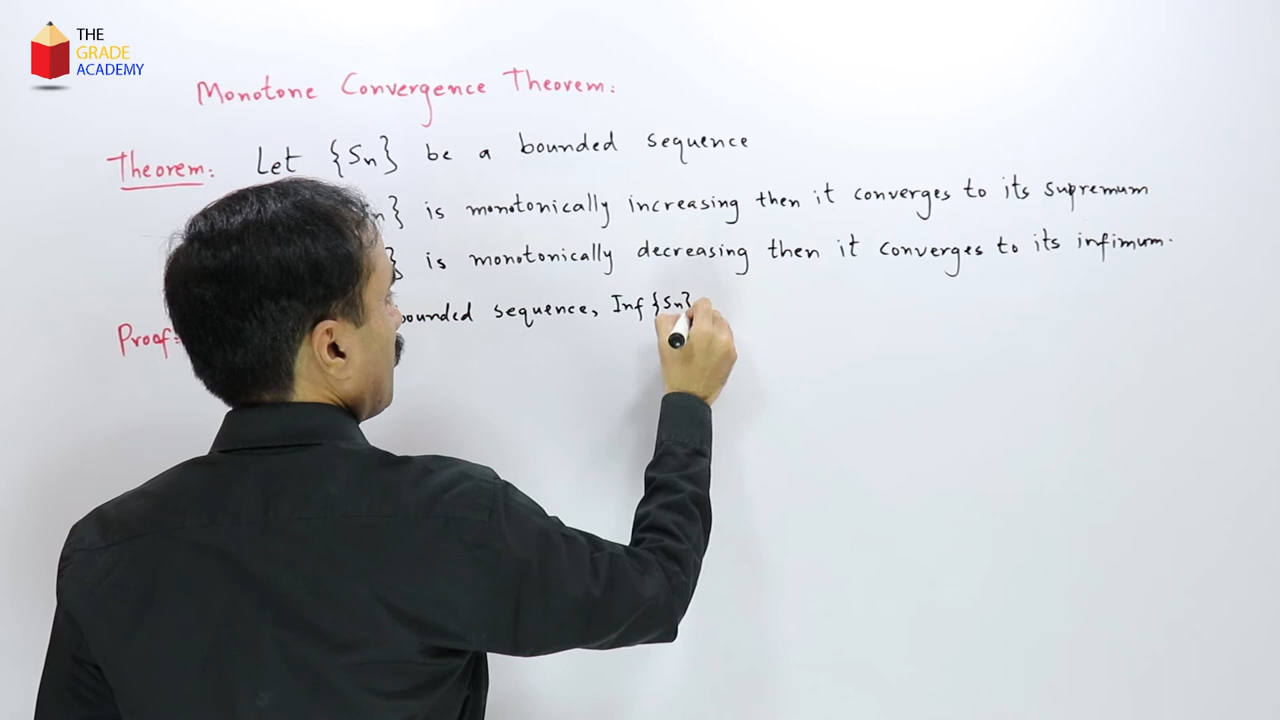 THE
GRADE
ACADEMY
Monotone Convergence Theorem:
Theorem: Let {Sn} be a bounded sequence
n} is monotonically increasing then it converges to its supremum
} is monotonically decreasing then it converges to its infimum.
Proof: bounded sequence, Inf {Sn}